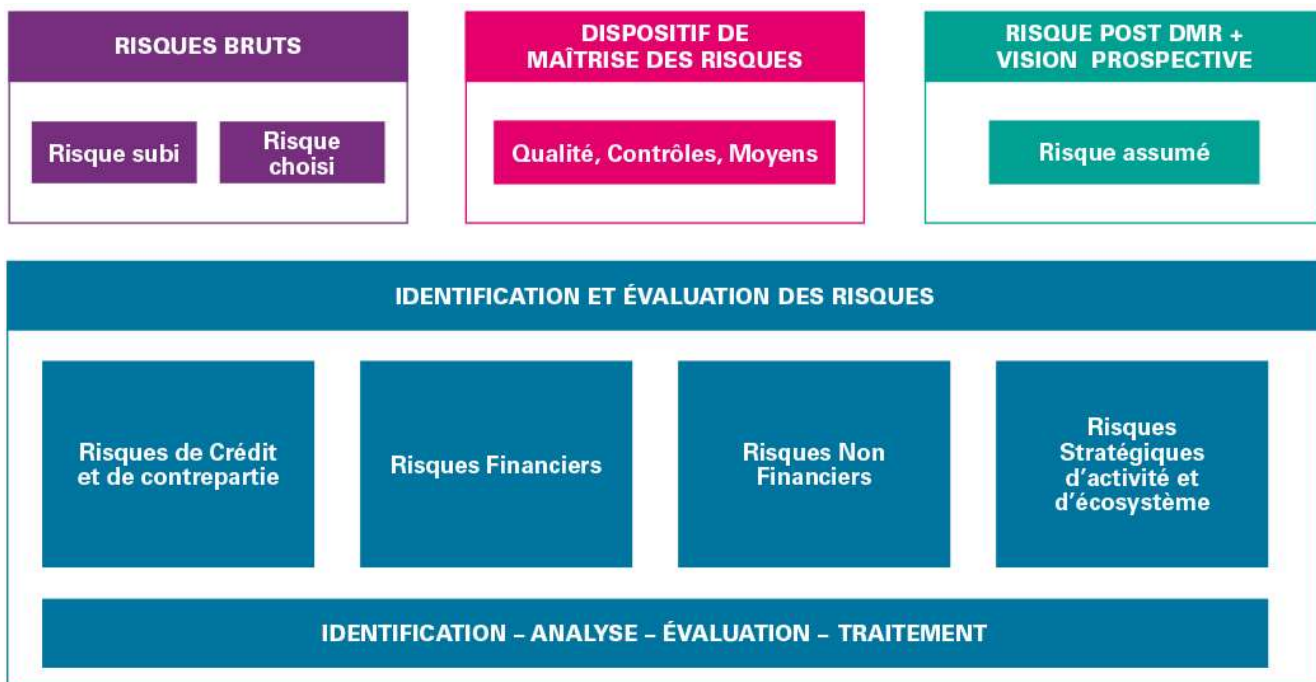 RISQUES BRUTS
Risque subi
Risque
choisi
DISPOSITIF DE
MAÎTRISE DES RISQUES
Qualité, Contrôles, Moyens
RISQUE POST DMR +
VISION PROSPECTIVE
Risque assumé
IDENTIFICATION ET ÉVALUATION DES RISQUES
Risques de Crédit
et de contrepartie
Risques Financiers
Risques Non
Financiers
Risques
Stratégiques
d’activité et
d’écosystème
IDENTIFICATION – ANALYSE – ÉVALUATION – TRAITEMENT